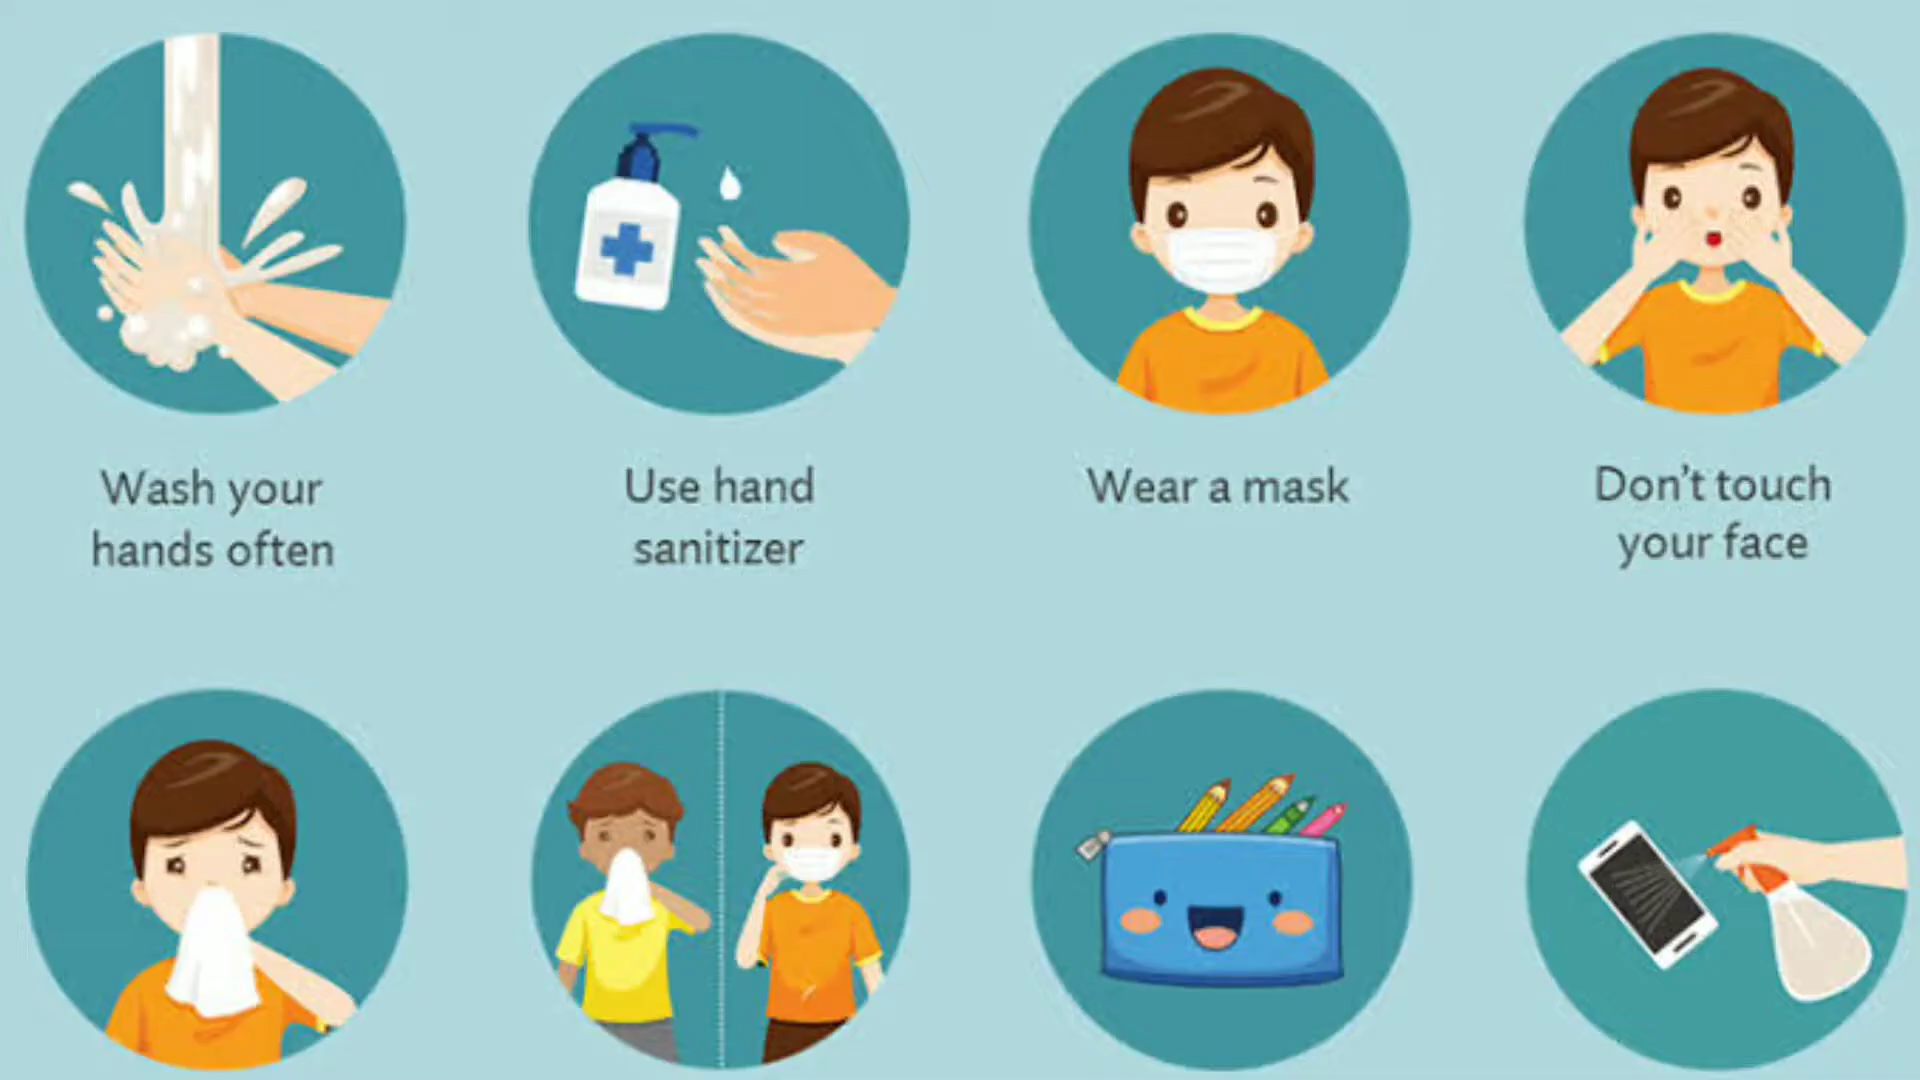 Wash your
hands often
Use hand
sanitizer
Wear a mask
Don't touch
your face